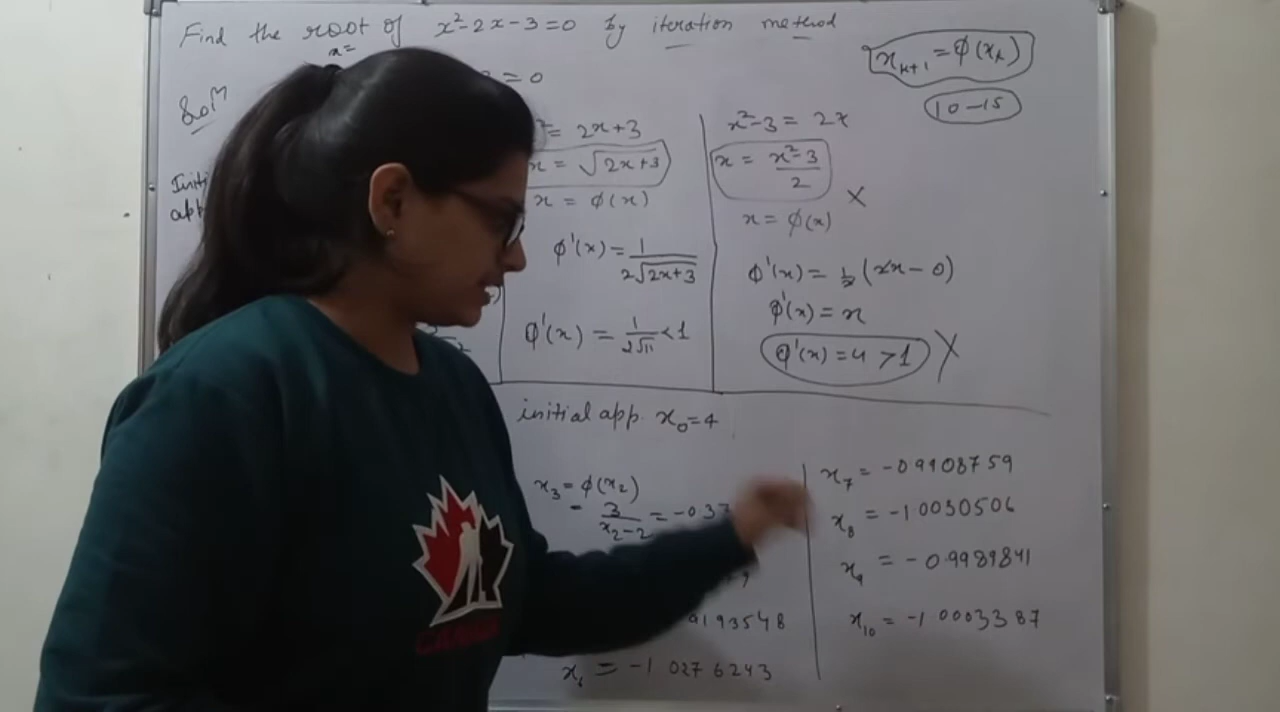 Find the root of x²-2x-3=0 by iteration method
x=
= 0
Solⁿ
x_{k+1} = ϕ(x_k)
10-15
Initi
app
= 2x+3
x = √2x+3
x = ϕ(x)
ϕ'(x) = 1/2√2x+3
ϕ'(x) = 1/2√11 < 1
x²-3 = 2x
x = x²-3/2 X
x = ϕ(x)
ϕ'(x) = 1/2 (2x-0)
ϕ'(x) = x
ϕ'(x) = 4 > 1 X
initial app. x₀=4
x₃ = ϕ(x₂)
= 3/x₂-2 = -0.37
9193548
x₆ = -1.0276243
x₇ = -0.9908759
x₈ = -1.0030506
x₉ = -0.9989841
x₁₀ = -1.0003387